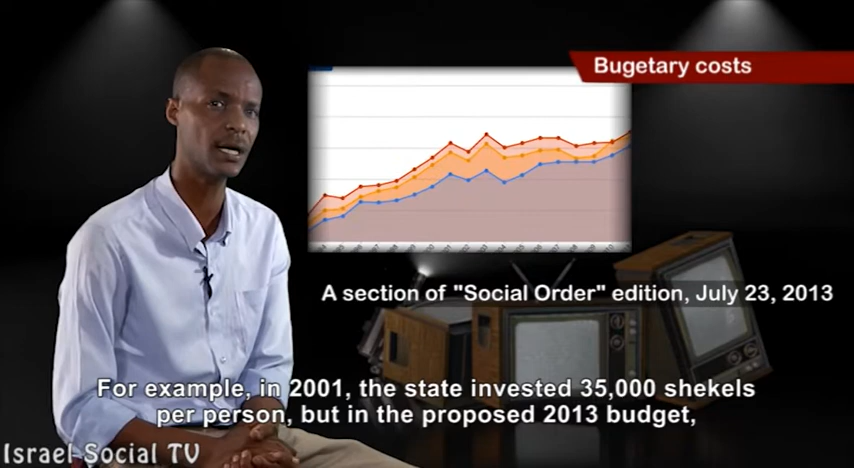 Bugetary costs
A section of "Social Order" edition, July 23, 2013
For example, in 2001, the state invested 35,000 shekels
per person, but in the proposed 2013 budget,
Israel Social TV